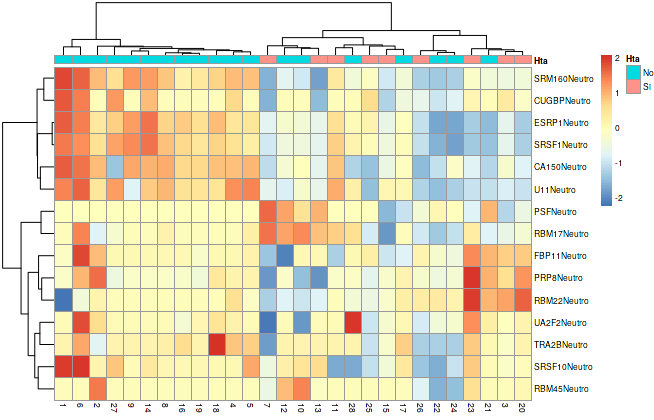 Hta
SRM160Neutro
CUGBPNeutro
ESRP1Neutro
SRSF1Neutro
CA150Neutro
U11Neutro
PSFNeutro
RBM17Neutro
FBP11Neutro
PRP8Neutro
RBM22Neutro
UA2F2Neutro
TRA2BNeutro
SRSF10Neutro
RBM45Neutro
1 6 2 27 9 14 8 16 19 18 4 5 7 12 10 13 11 28 25 15 17 26 22 24 23 21 3 20
2
1
0
-1
-2
Hta
No
SI